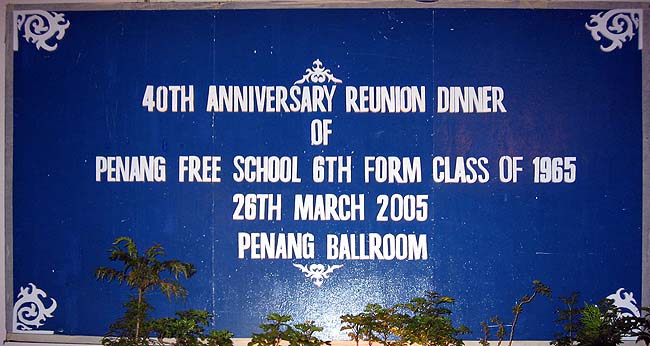 40TH ANNIVERSARY REUNION DINNER
OF
PENANG FREE SCHOOL 6TH FORM CLASS OF 1965
26TH MARCH 2005
PENANG BALLROOM